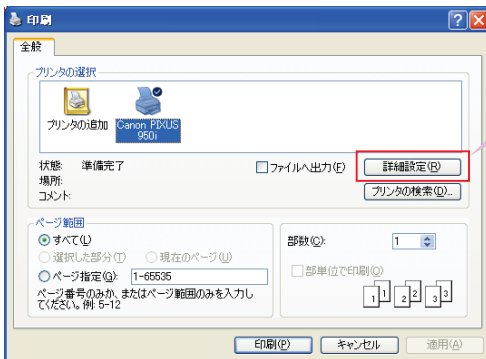 印刷
全般
プリンタの選択
プリンタの追加
Canon PIXUS
950i
状態: 準備完了
場所:
コメント:
ファイルへ出力(F)
詳細設定(R)
プリンタの検索(D)...
ページ範囲
すべて(L)
選択した部分(T) 現在のページ(U)
ページ指定(G): 1-65535
ページ番号のみか、またはページ範囲のみを入力し
てください。例: 5-12
部数(C): 1
部単位で印刷(O)
1 1 2 2 3 3
印刷(P) キャンセル 適用(A)